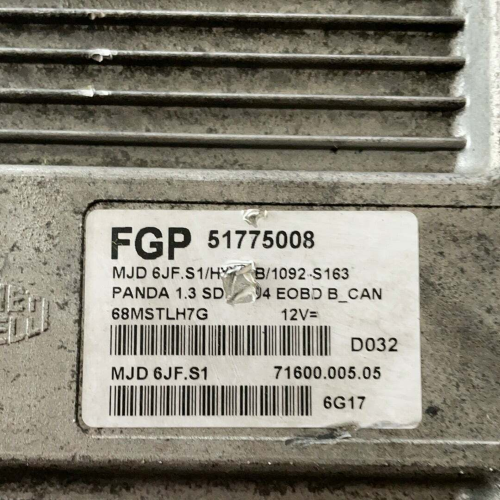 FGP 51775008
MJD 6JF.S1/HW B/1092-S163
PANDA 1.3 SD 04 EOBD B_CAN
68MSTLH7G 12V=
D032
MJD 6JF.S1 71600.005.05
6G17